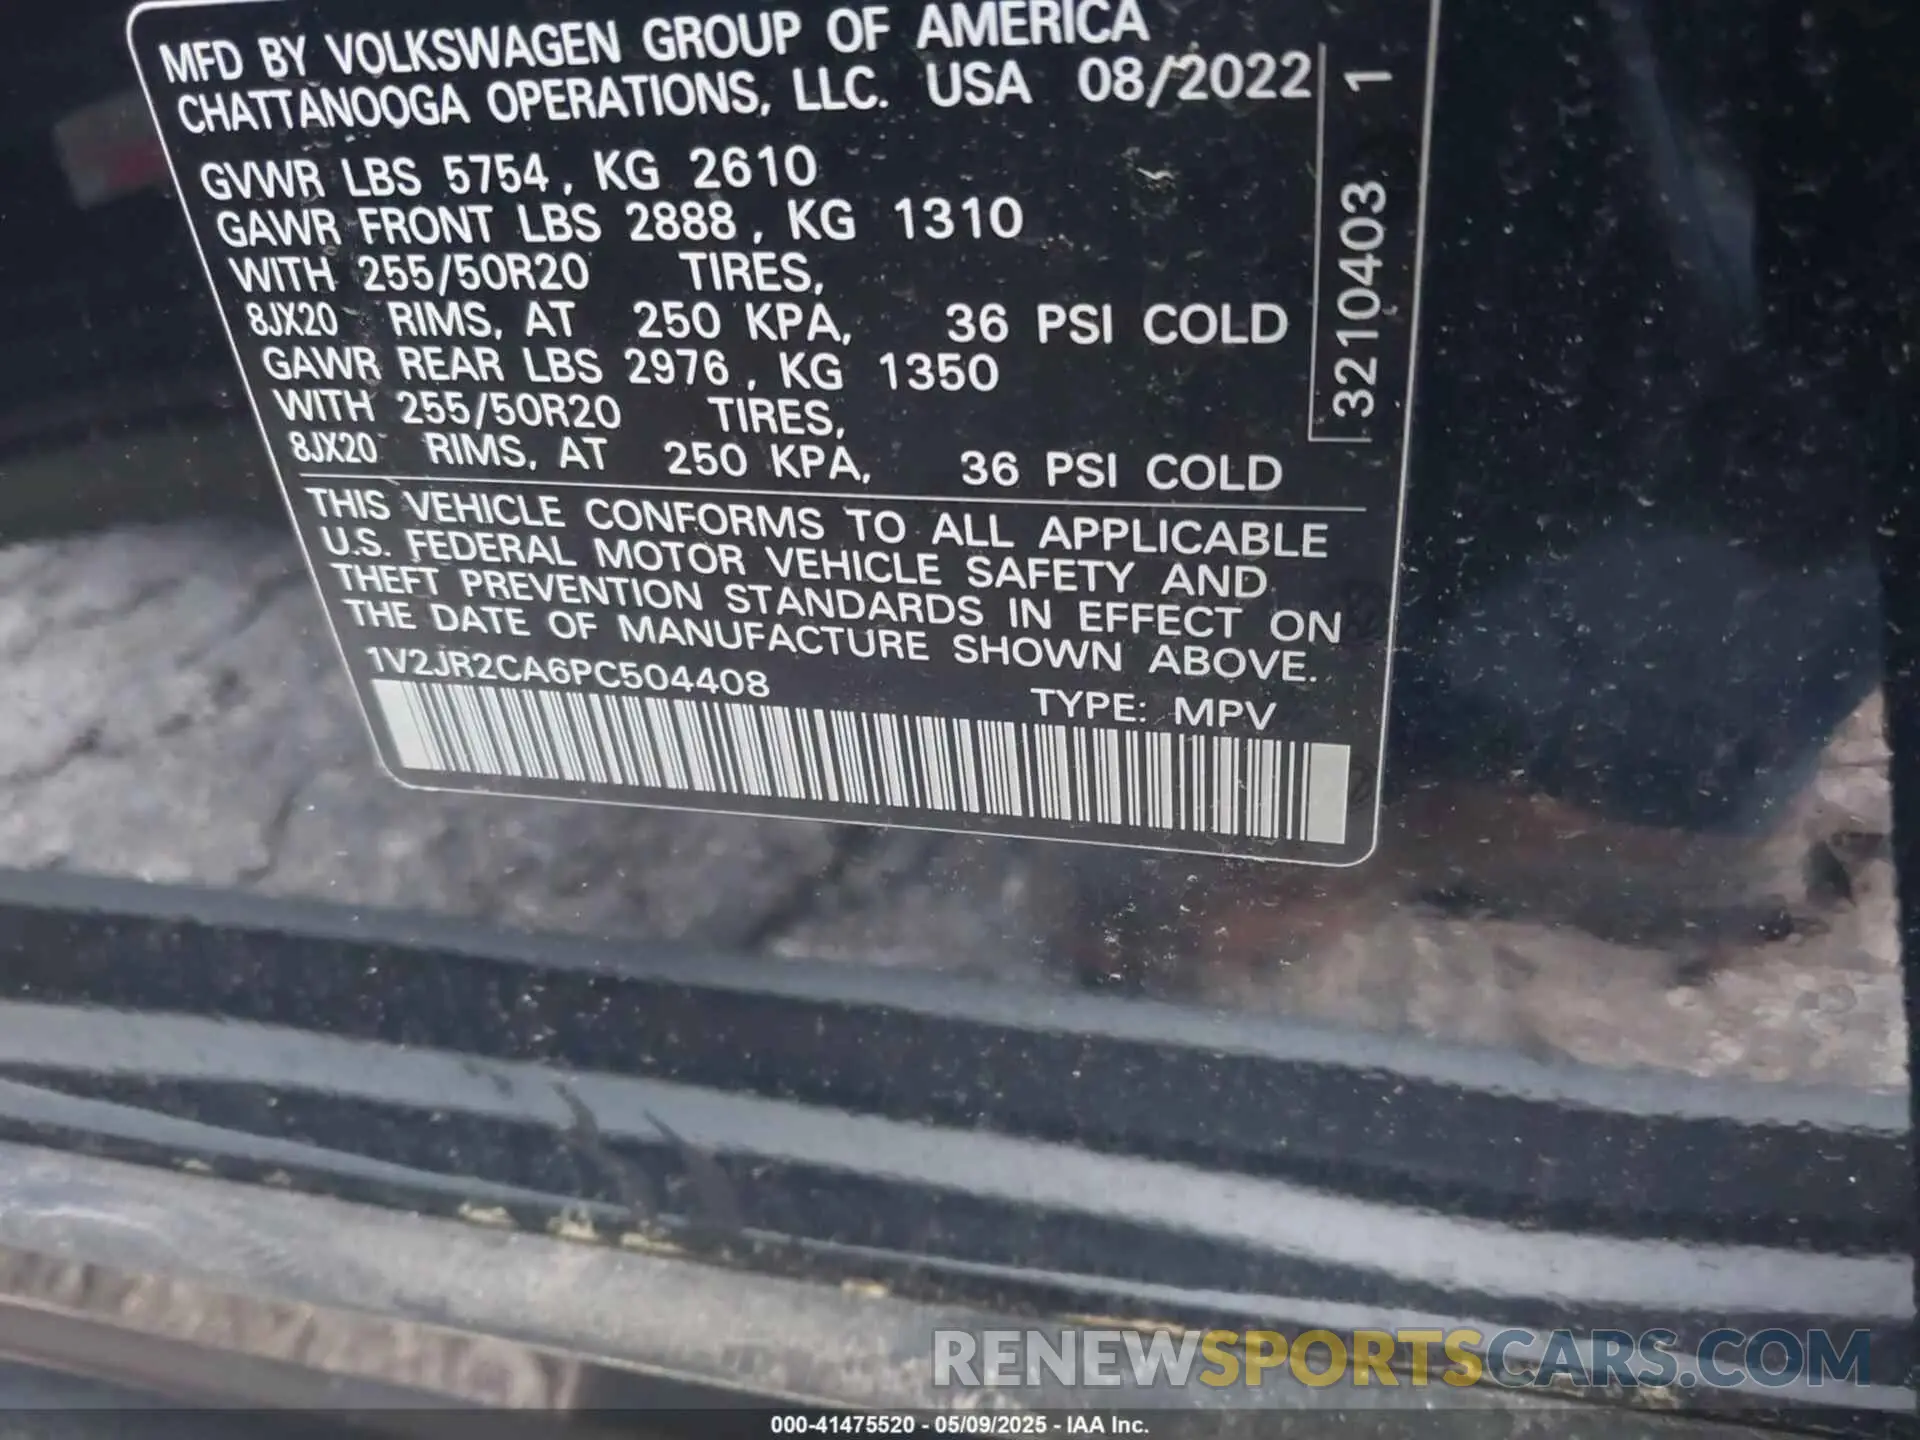 MFD BY VOLKSWAGEN GROUP OF AMERICA
CHATTANOOGA OPERATIONS, LLC. USA 08/2022
GVWR LBS 5754, KG 2610
GAWR FRONT LBS 2888, KG 1310
WITH 255/50R20 TIRES,
8JX20 RIMS, AT 250 KPA, 36 PSI COLD
GAWR REAR LBS 2976, KG 1350
WITH 255/50R20 TIRES,
8JX20 RIMS, AT 250 KPA, 36 PSI COLD
3210403 1
THIS VEHICLE CONFORMS TO ALL APPLICABLE
U.S. FEDERAL MOTOR VEHICLE SAFETY AND
THEFT PREVENTION STANDARDS IN EFFECT ON
THE DATE OF MANUFACTURE SHOWN ABOVE.
1V2JR2CA6PC504408
TYPE: MPV
RENEWSPORTSCARS.COM
000-41475520 - 05/09/2025 - IAA Inc.